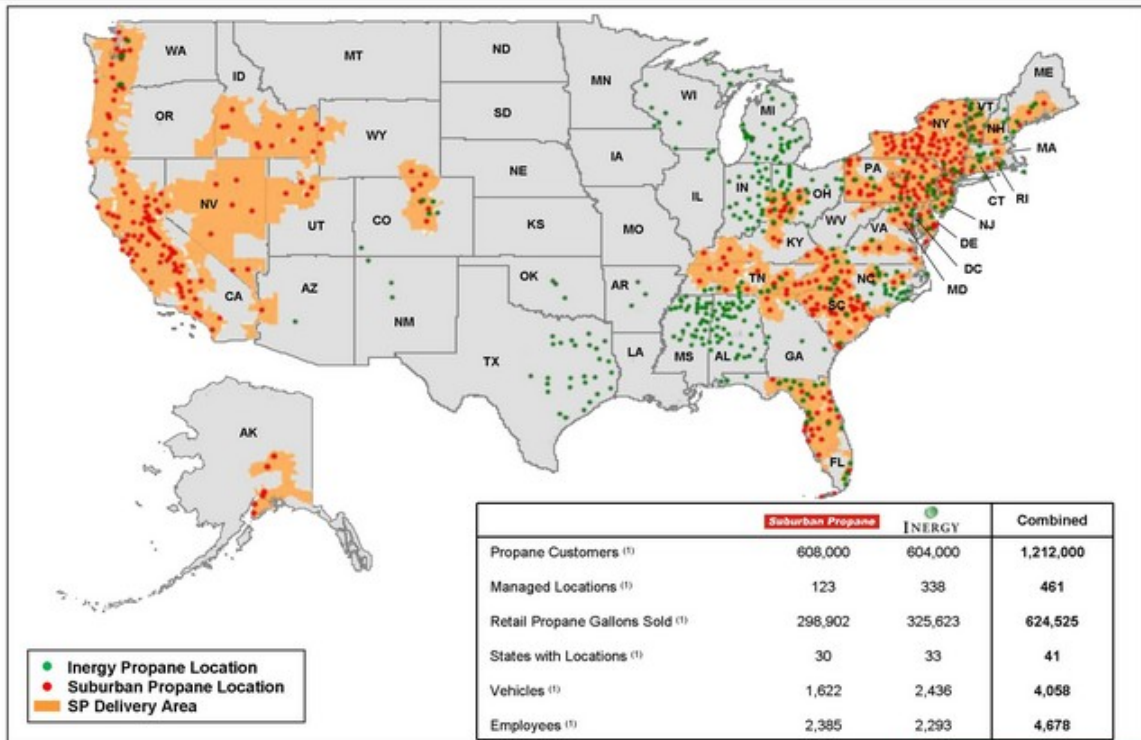 WA
MT
ND
MN
ME
ID
OR
SD
WI
MI
VT
NY
NH
WY
IA
MA
NE
PA
NV
IL
IN
OH
CT
RI
UT
CO
WV
VA
NJ
KS
MO
KY
DE
CA
DC
TN
NC
MD
AZ
NM
OK
AR
SC
TX
MS
AL
GA
LA
AK
FL
Suburban Propane INERGY Combined
Propane Customers (1) 608,000 604,000 1,212,000
Managed Locations (1) 123 338 461
Retail Propane Gallons Sold (1) 298,902 325,623 624,525
States with Locations (1) 30 33 41
Vehicles (1) 1,622 2,436 4,058
Employees (1) 2,385 2,293 4,678
Inergy Propane Location
Suburban Propane Location
SP Delivery Area